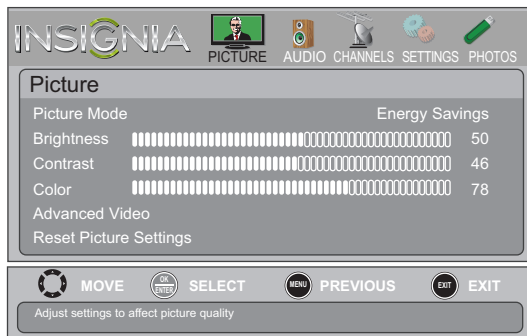 INSIGNIA
PICTURE AUDIO CHANNELS SETTINGS PHOTOS
Picture
Picture Mode Energy Savings
Brightness 50
Contrast 46
Color 78
Advanced Video
Reset Picture Settings
MOVE OK ENTER SELECT MENU PREVIOUS EXIT EXIT
Adjust settings to affect picture quality